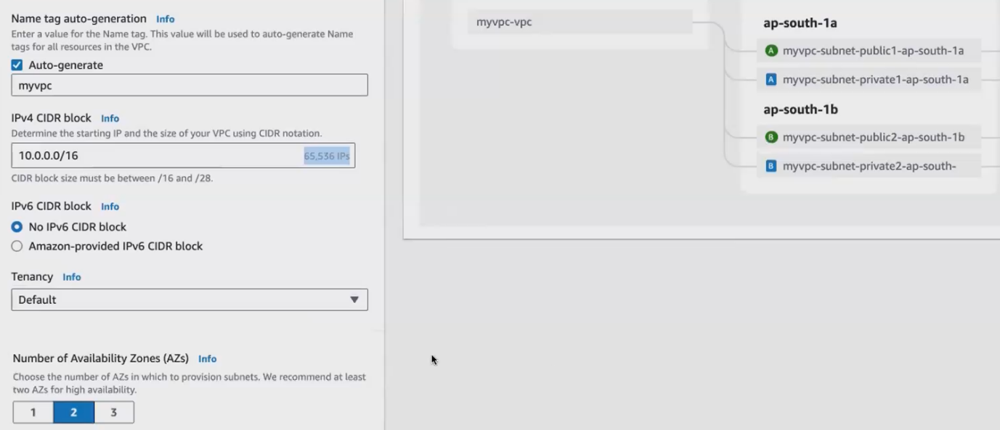 Name tag auto-generation Info
Enter a value for the Name tag. This value will be used to auto-generate Name
tags for all resources in the VPC.
Auto-generate
myvpc
IPv4 CIDR block Info
Determine the starting IP and the size of your VPC using CIDR notation.
10.0.0.0/16 65,536 IPs
CIDR block size must be between /16 and /28.
IPv6 CIDR block Info
No IPv6 CIDR block
Amazon-provided IPv6 CIDR block
Tenancy Info
Default
Number of Availability Zones (AZs) Info
Choose the number of AZs in which to provision subnets. We recommend at least
two AZs for high availability.
1 2 3
myvpc-vpc
ap-south-1a
A myvpc-subnet-public1-ap-south-1a
A myvpc-subnet-private1-ap-south-1a
ap-south-1b
B myvpc-subnet-public2-ap-south-1b
B myvpc-subnet-private2-ap-south-